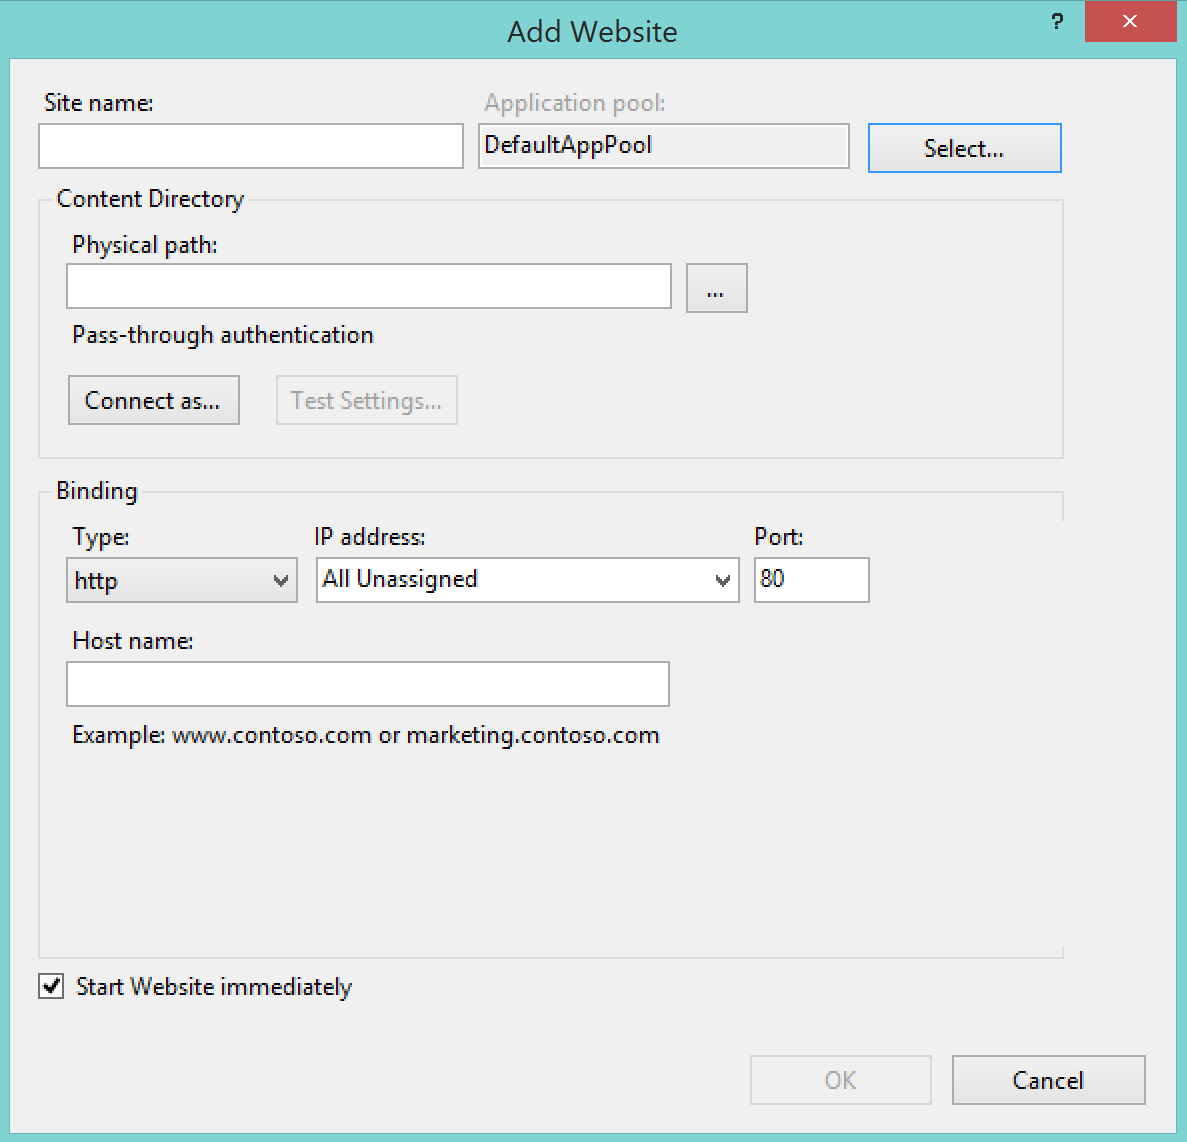 Add Website
?
Site name:
Application pool:
DefaultAppPool
Select...
Content Directory
Physical path:
...
Pass-through authentication
Connect as...
Test Settings...
Binding
Type:
IP address:
Port:
http
All Unassigned
80
Host name:
Example: www.contoso.com or marketing.contoso.com
Start Website immediately
OK
Cancel